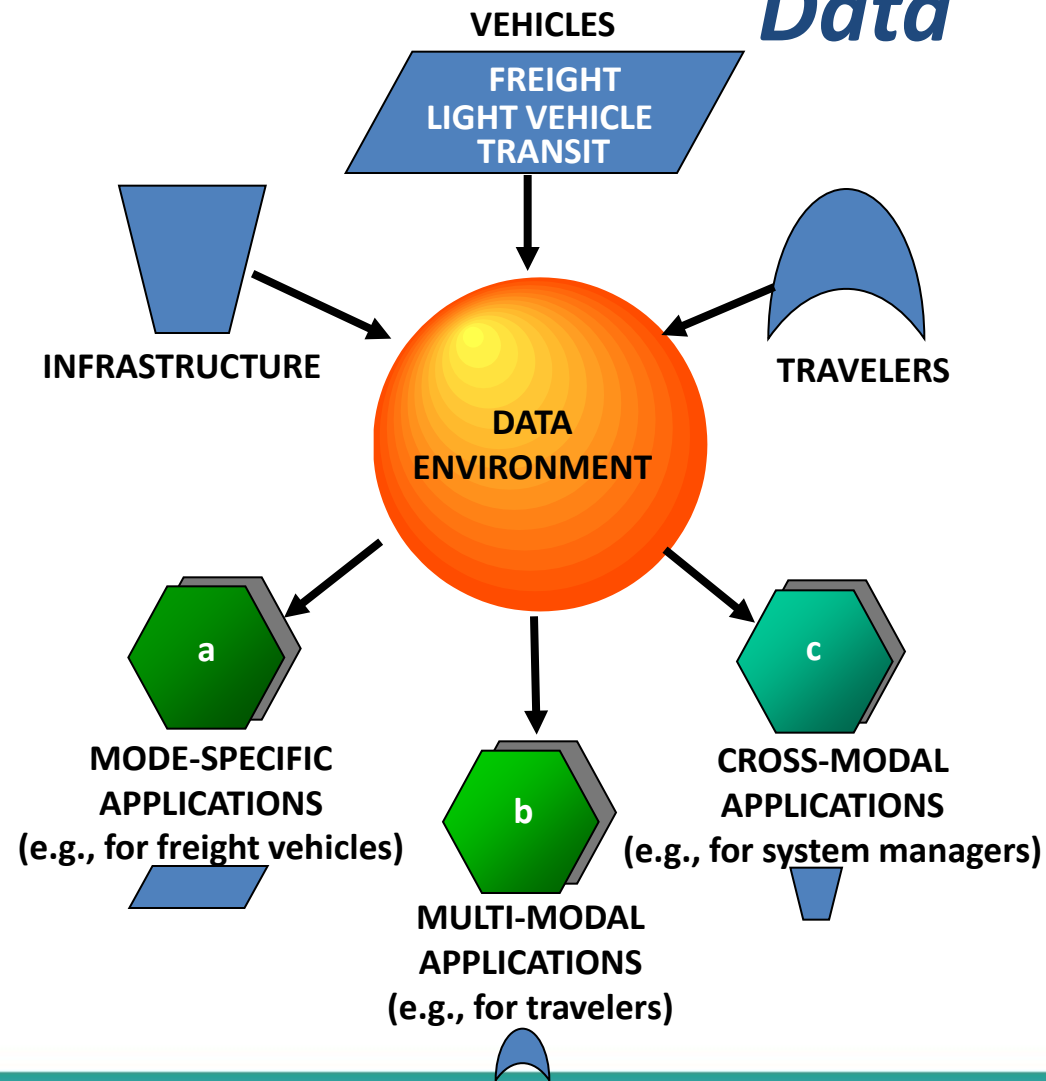 Data
VEHICLES
FREIGHT
LIGHT VEHICLE
TRANSIT
INFRASTRUCTURE
TRAVELERS
DATA
ENVIRONMENT
a
MODE-SPECIFIC
APPLICATIONS
(e.g., for freight vehicles)
b
MULTI-MODAL
APPLICATIONS
(e.g., for travelers)
c
CROSS-MODAL
APPLICATIONS
(e.g., for system managers)